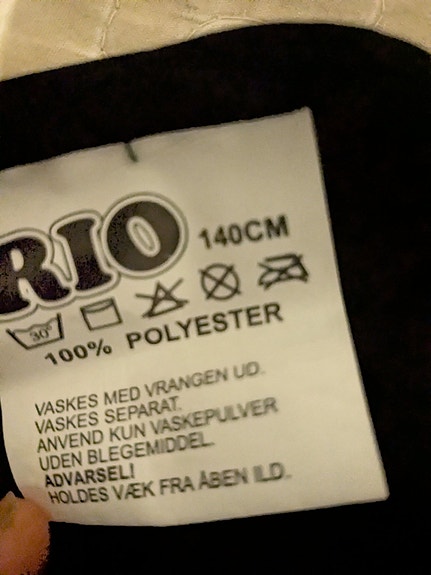 RIO
140CM
30°
100% POLYESTER
VASKES MED VRANGEN UD.
VASKES SEPARAT.
ANVEND KUN VASKEPULVER
UDEN BLEGEMIDDEL.
ADVARSEL!
HOLDES VÆK FRA ÅBEN ILD.